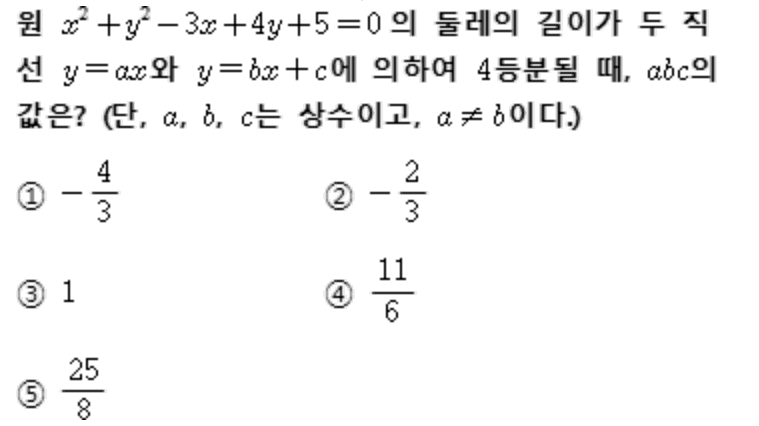 원 x²+y²−3x+4y+5=0의 둘레의 길이가 두 직
선 y=ax와 y=bx+c에 의하여 4등분될 때, abc의
값은? (단, a, b, c는 상수이고, a≠b이다.)
① −4/3 ② −2/3
③ 1 ④ 11/6
⑤ 25/8